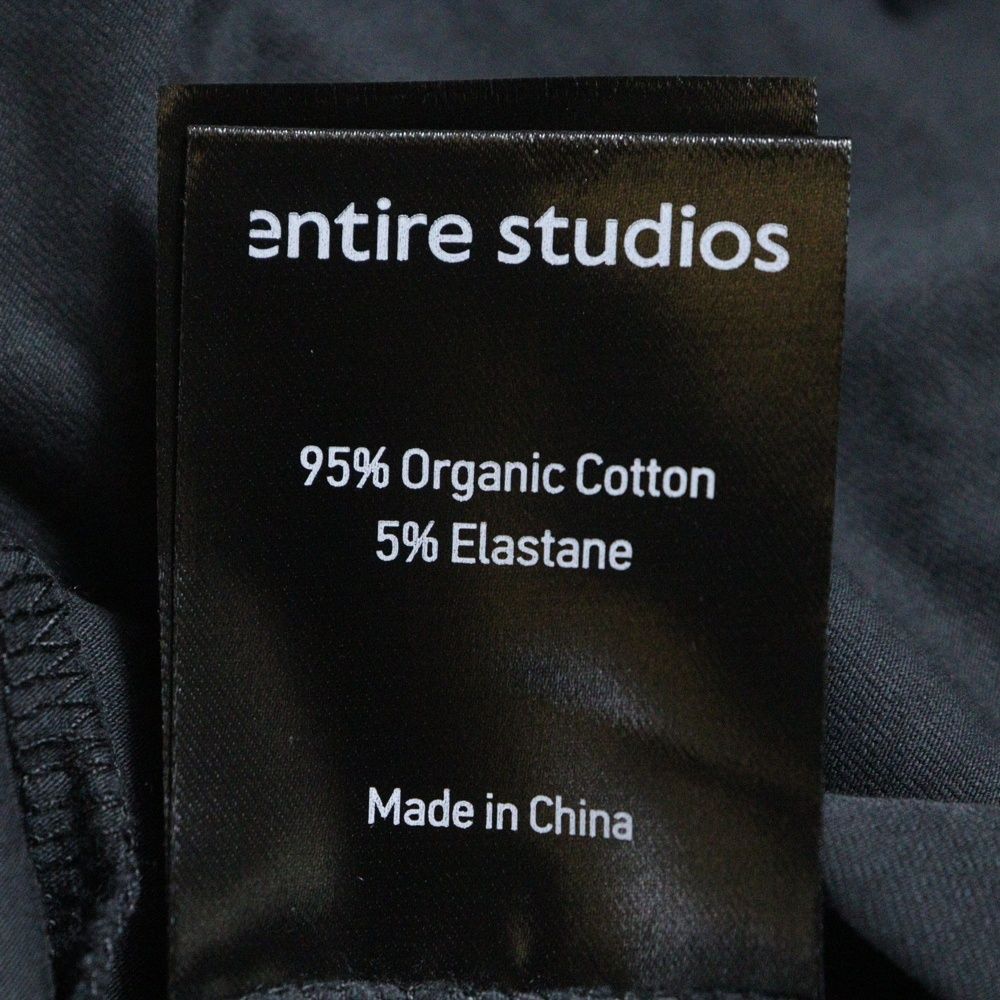 entire studios
95% Organic Cotton
5% Elastane
Made in China